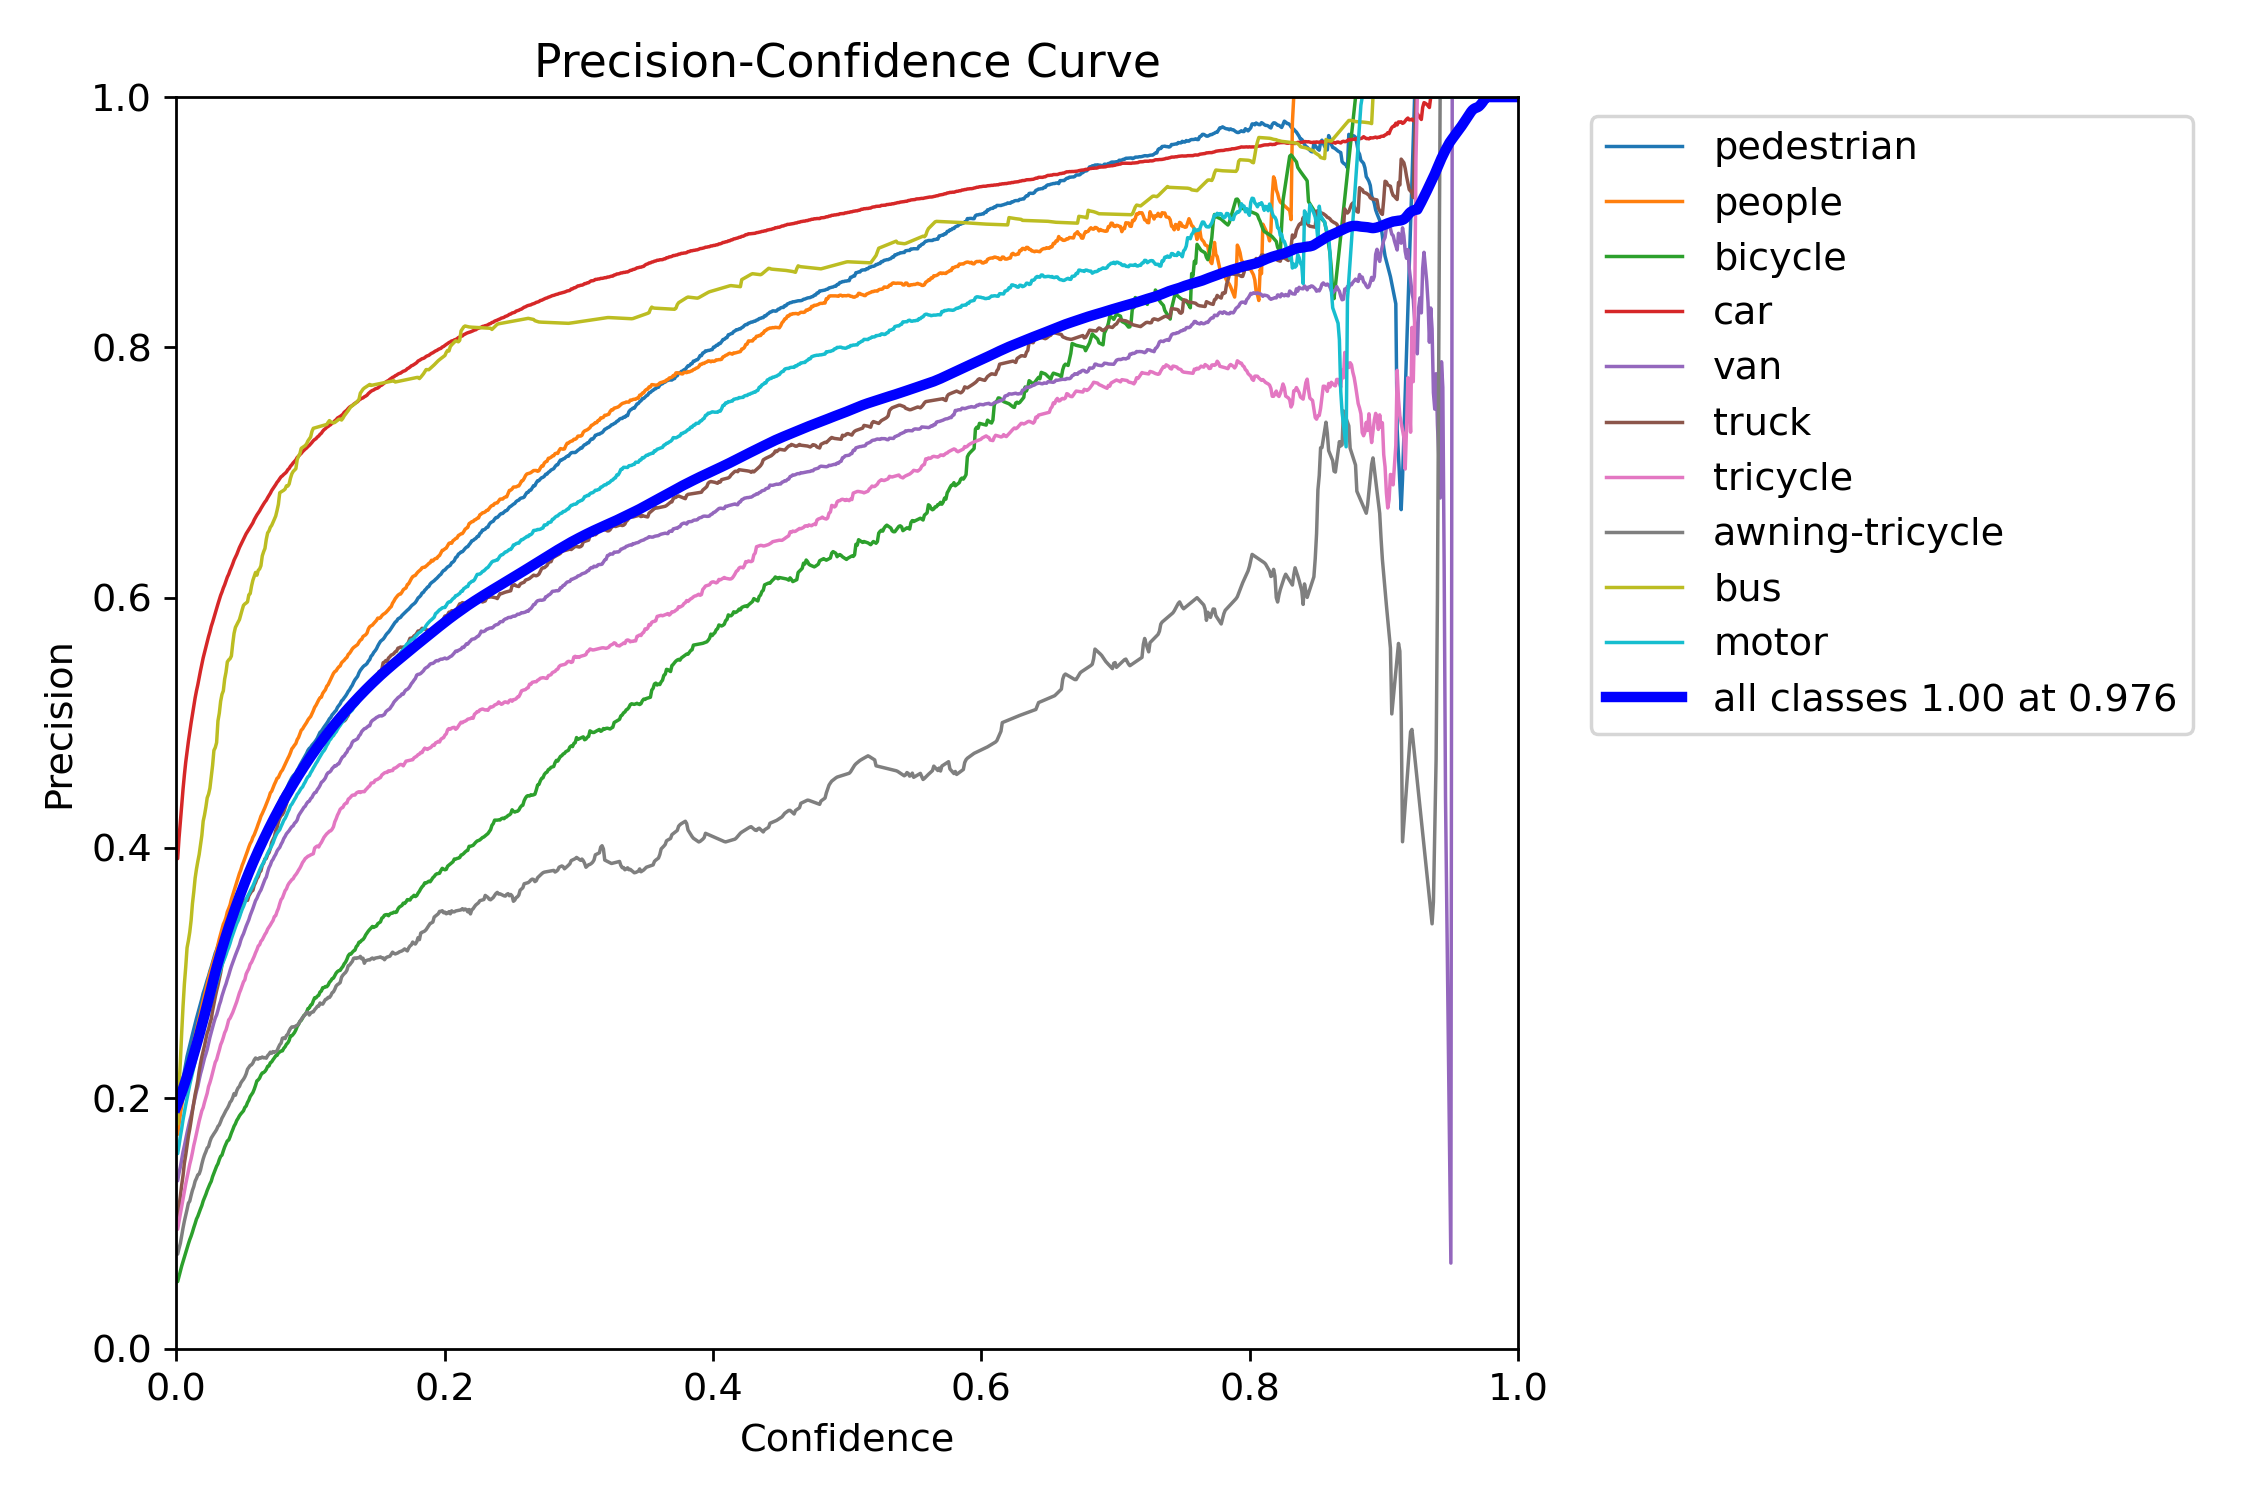 Precision-Confidence Curve
1.0
0.8
0.6
0.4
0.2
0.0
Precision
0.0 0.2 0.4 0.6 0.8 1.0
Confidence
pedestrian
people
bicycle
car
van
truck
tricycle
awning-tricycle
bus
motor
all classes 1.00 at 0.976